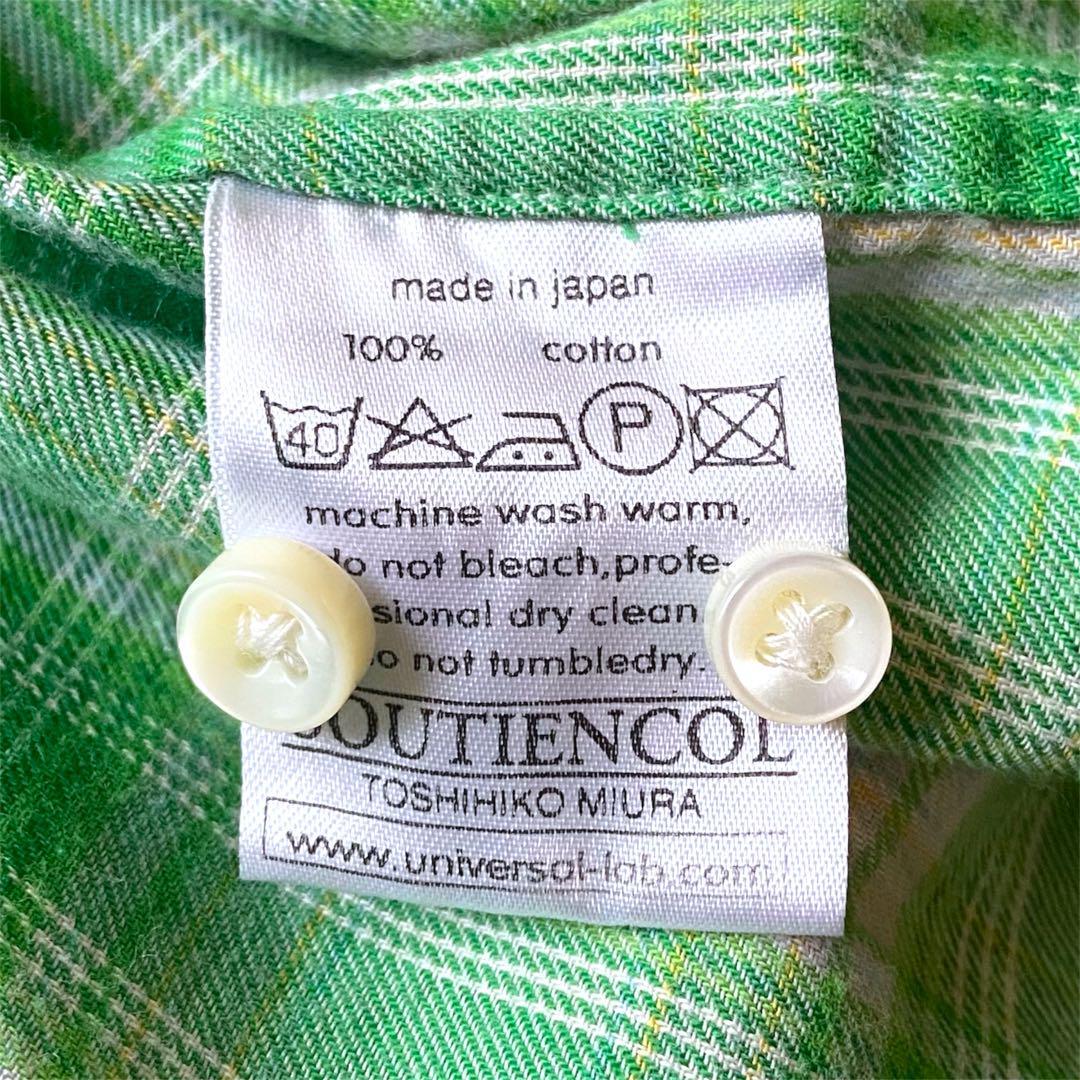 made in japan
100% cotton
40 P
machine wash warm,
do not bleach,profe-
ssional dry clean.
do not tumbledry.
SOUTIENCOL
TOSHIHIKO MIURA
www.universal-lab.com